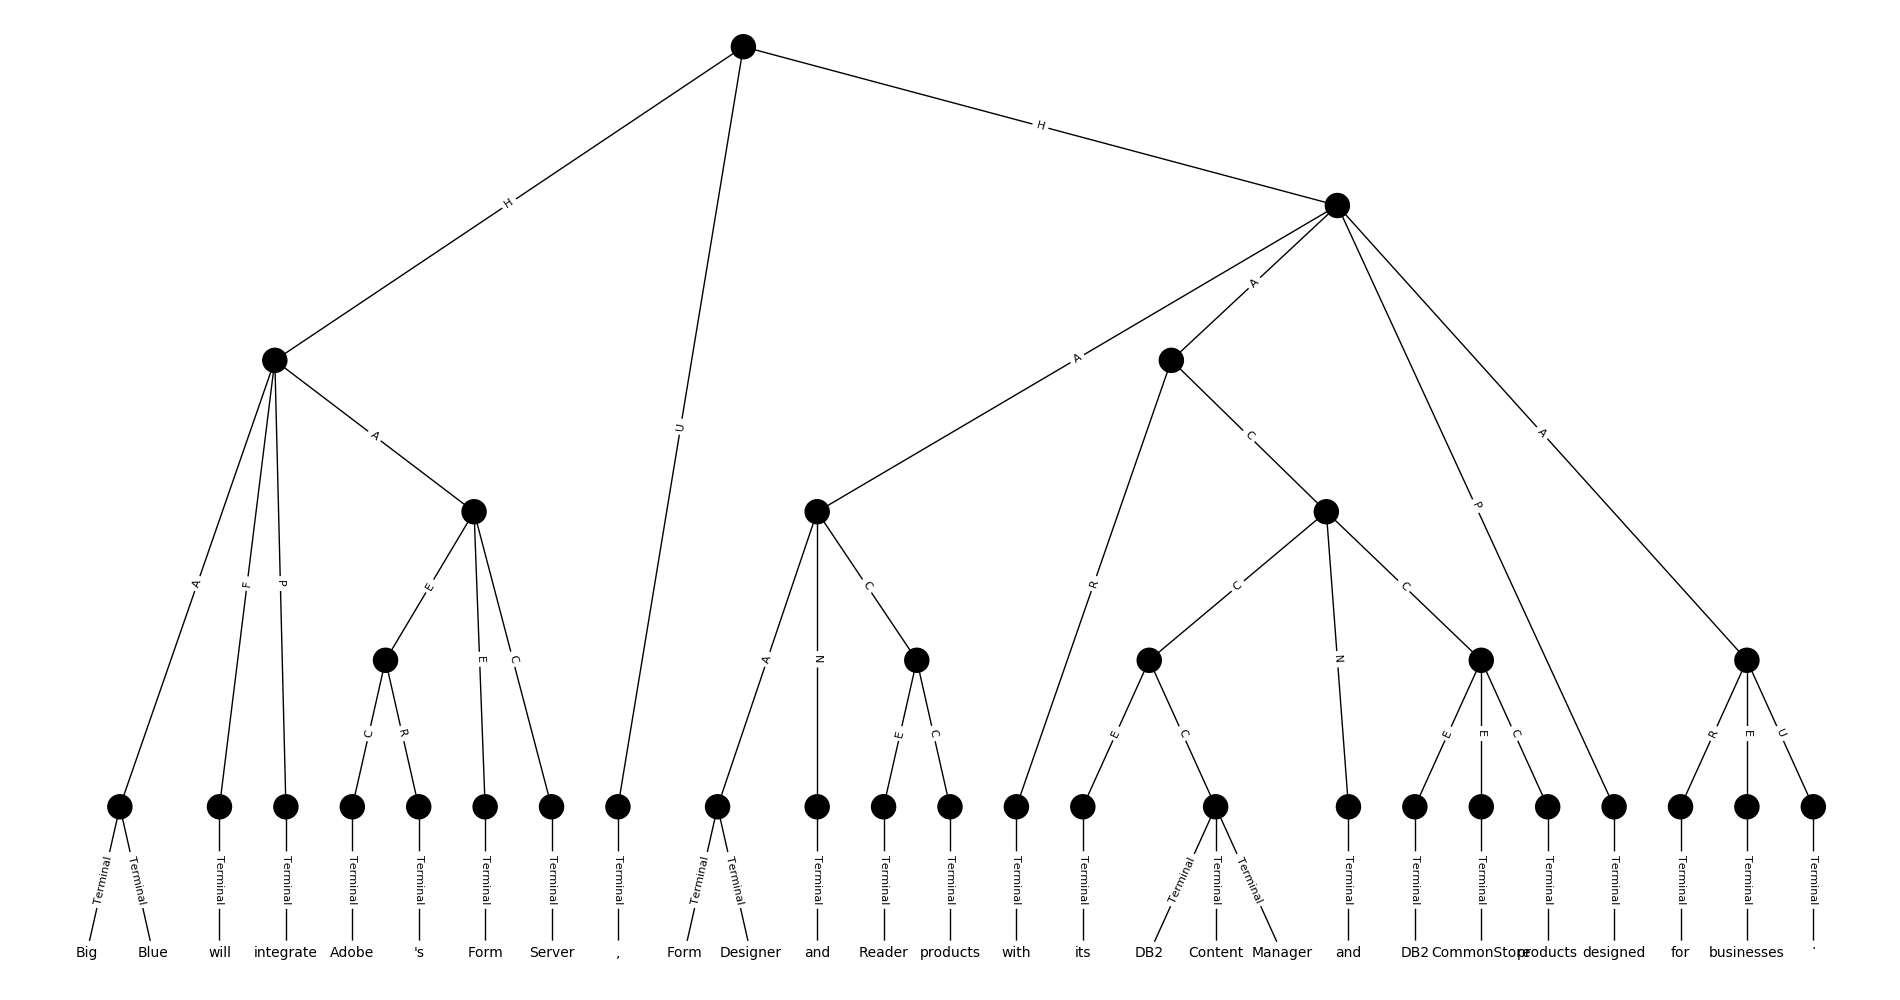 H
H
A
U
A
A
C
A
P
A
F
P
E
R
C
C
A
E
C
A
N
C
N
C
R
E
C
E
C
E
E
C
R
E
U
Terminal Terminal Terminal Terminal Terminal Terminal Terminal Terminal Terminal Terminal Terminal Terminal Terminal Terminal Terminal Terminal Terminal Terminal Terminal Terminal Terminal Terminal Terminal Terminal Terminal Terminal Terminal
Big Blue will integrate Adobe 's Form Server , Form Designer and Reader products with its DB2 Content Manager and DB2 CommonStore products designed for businesses .